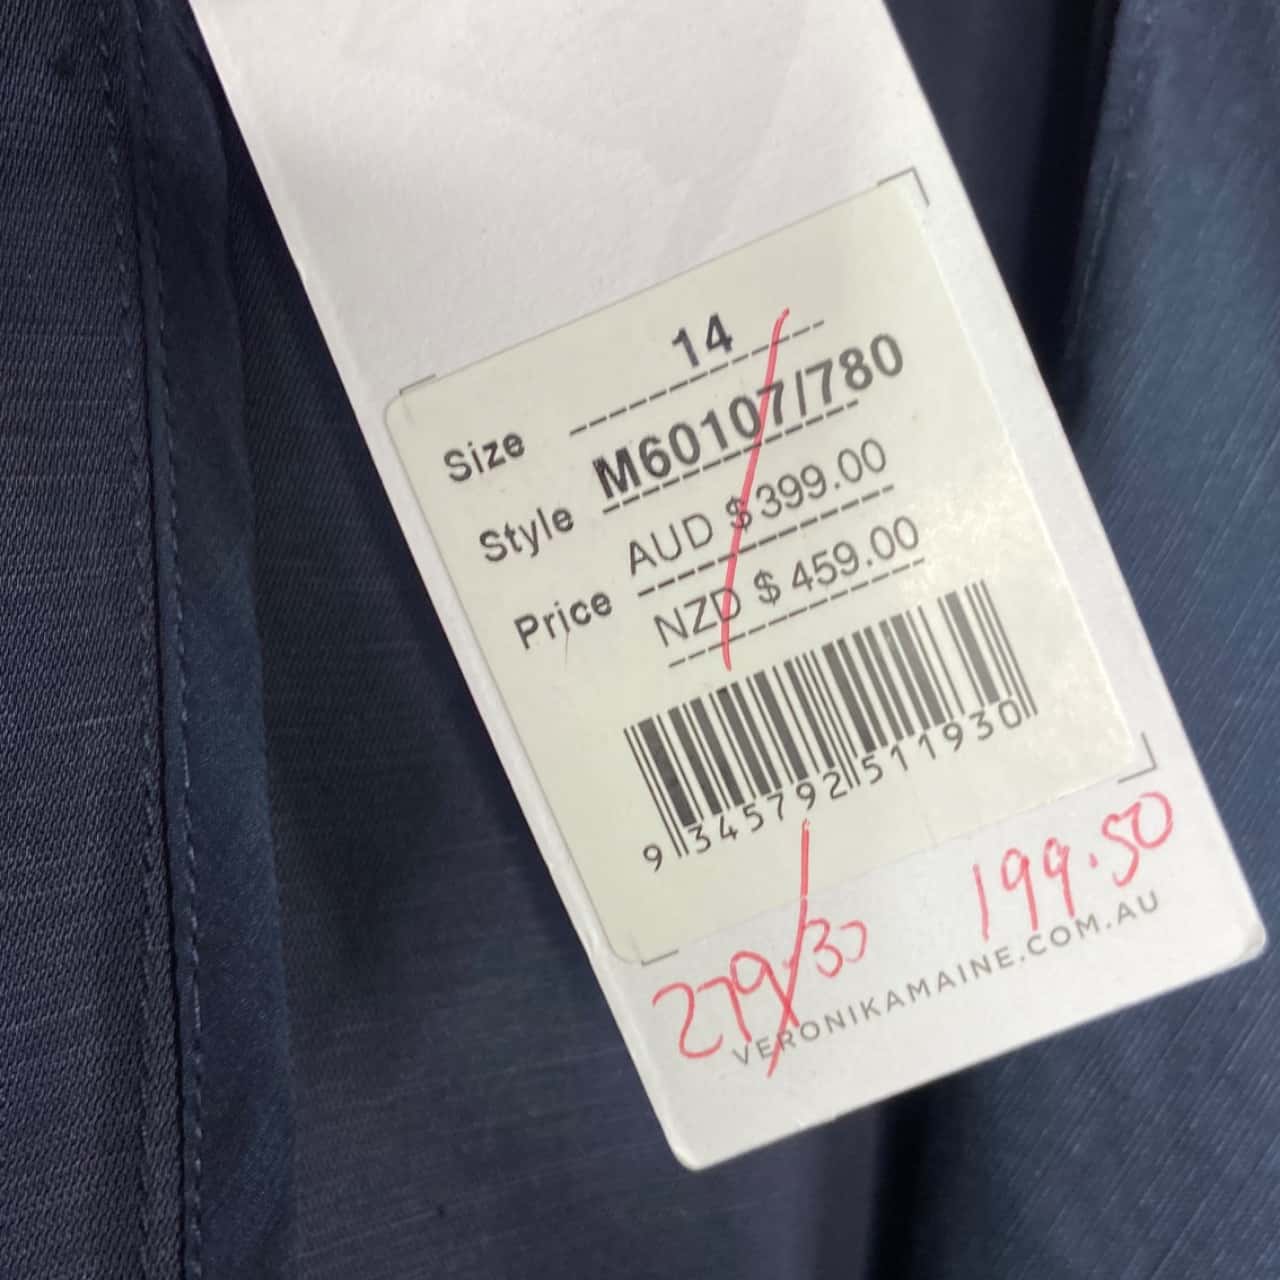 Size 14
Style M60107/780
Price AUD $399.00
NZD $ 459.00
9 345792 511930
279.30 199.50
VERONIKAMAINE.COM.AU